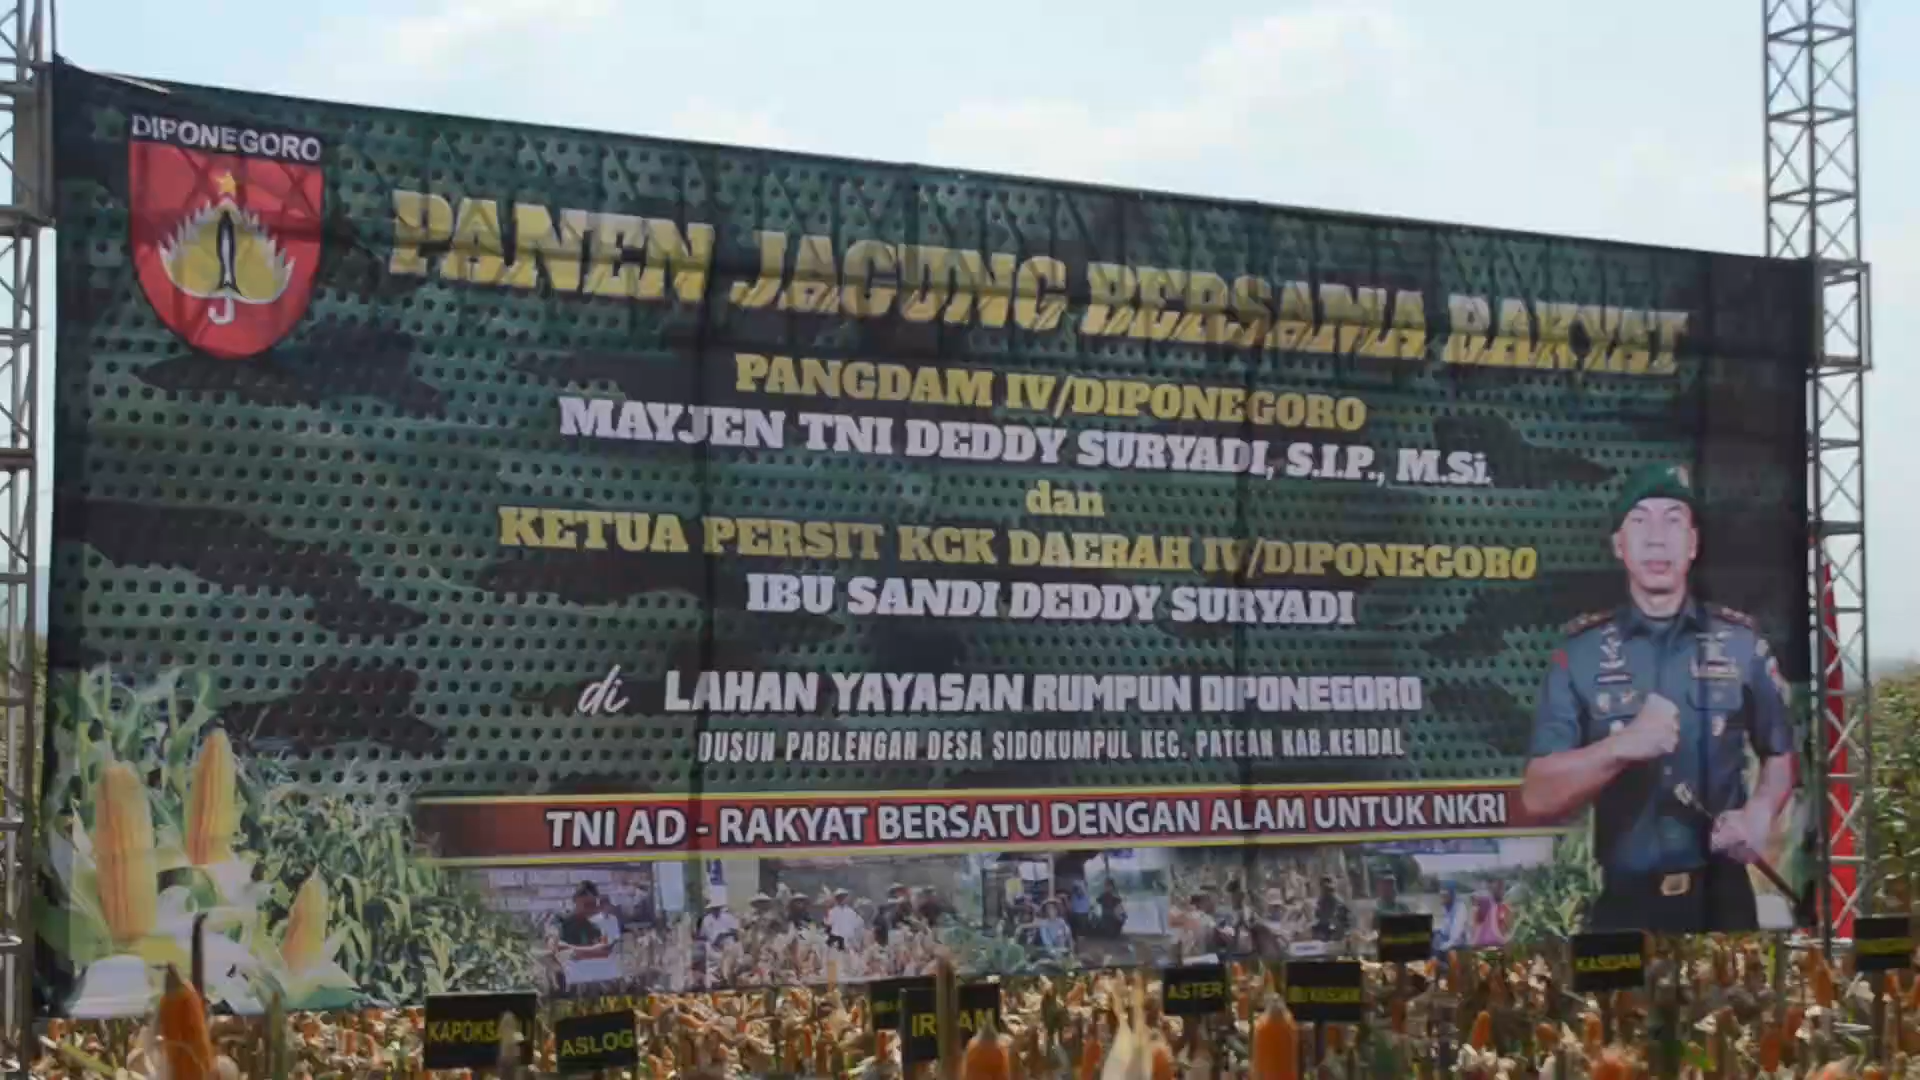 DIPONEGORO
PANEN JAGUNG BERSAMA RAKYAT
PANGDAM IV/DIPONEGORO
MAYJEN TNI DEDDY SURYADI, S.I.P., M.Si.
dan
KETUA PERSIT KCK DAERAH IV/DIPONEGORO
IBU SANDI DEDDY SURYADI
di LAHAN YAYASAN RUMPUN DIPONEGORO
DUSUN PABLENGAN DESA SIDOKUMPUL KEC. PATEAN KAB.KENDAL
TNI AD - RAKYAT BERSATU DENGAN ALAM UNTUK NKRI
KASDAM
ASTER
ASLOG